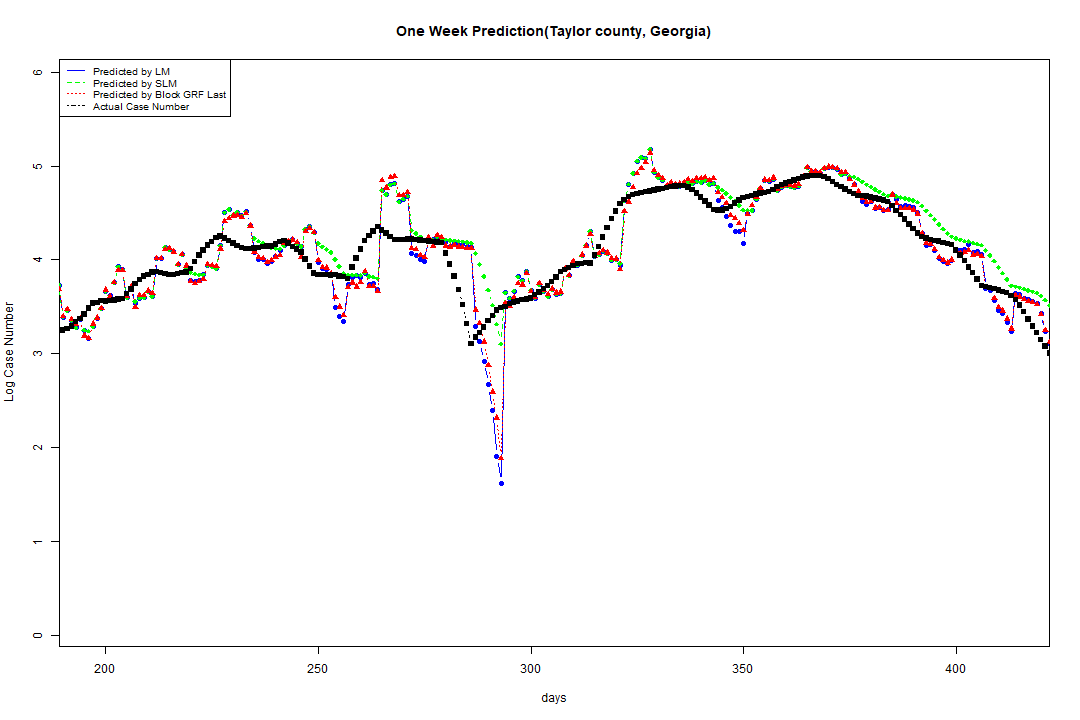 One Week Prediction(Taylor county, Georgia)
Predicted by LM
Predicted by SLM
Predicted by Block GRF Last
Actual Case Number
6
5
4
3
2
1
0
Log Case Number
200 250 300 350 400
days